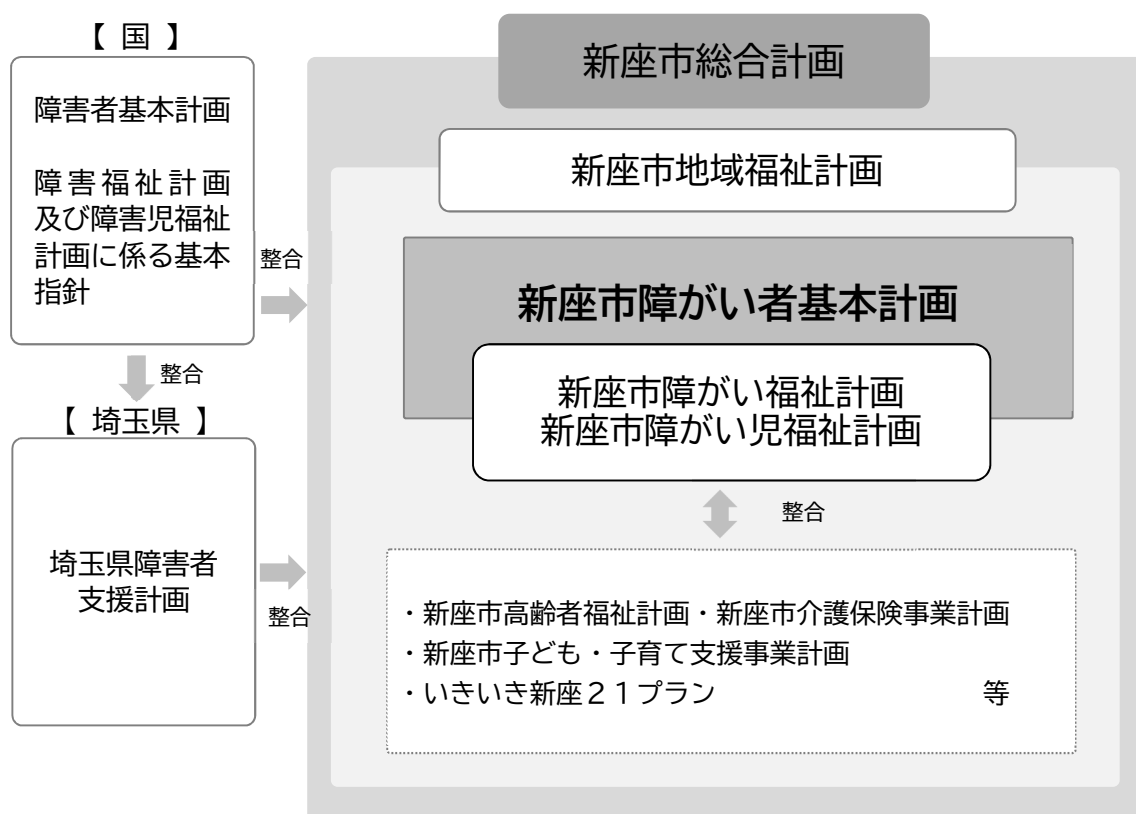 【 国 】
障害者基本計画
障害福祉計画
及び障害児福祉
計画に係る基本
指針
整合
整合
【 埼玉県 】
埼玉県障害者
支援計画
整合
新座市総合計画
新座市地域福祉計画
新座市障がい者基本計画
新座市障がい福祉計画
新座市障がい児福祉計画
整合
・新座市高齢者福祉計画・新座市介護保険事業計画
・新座市子ども・子育て支援事業計画
・いきいき新座２１プラン 等